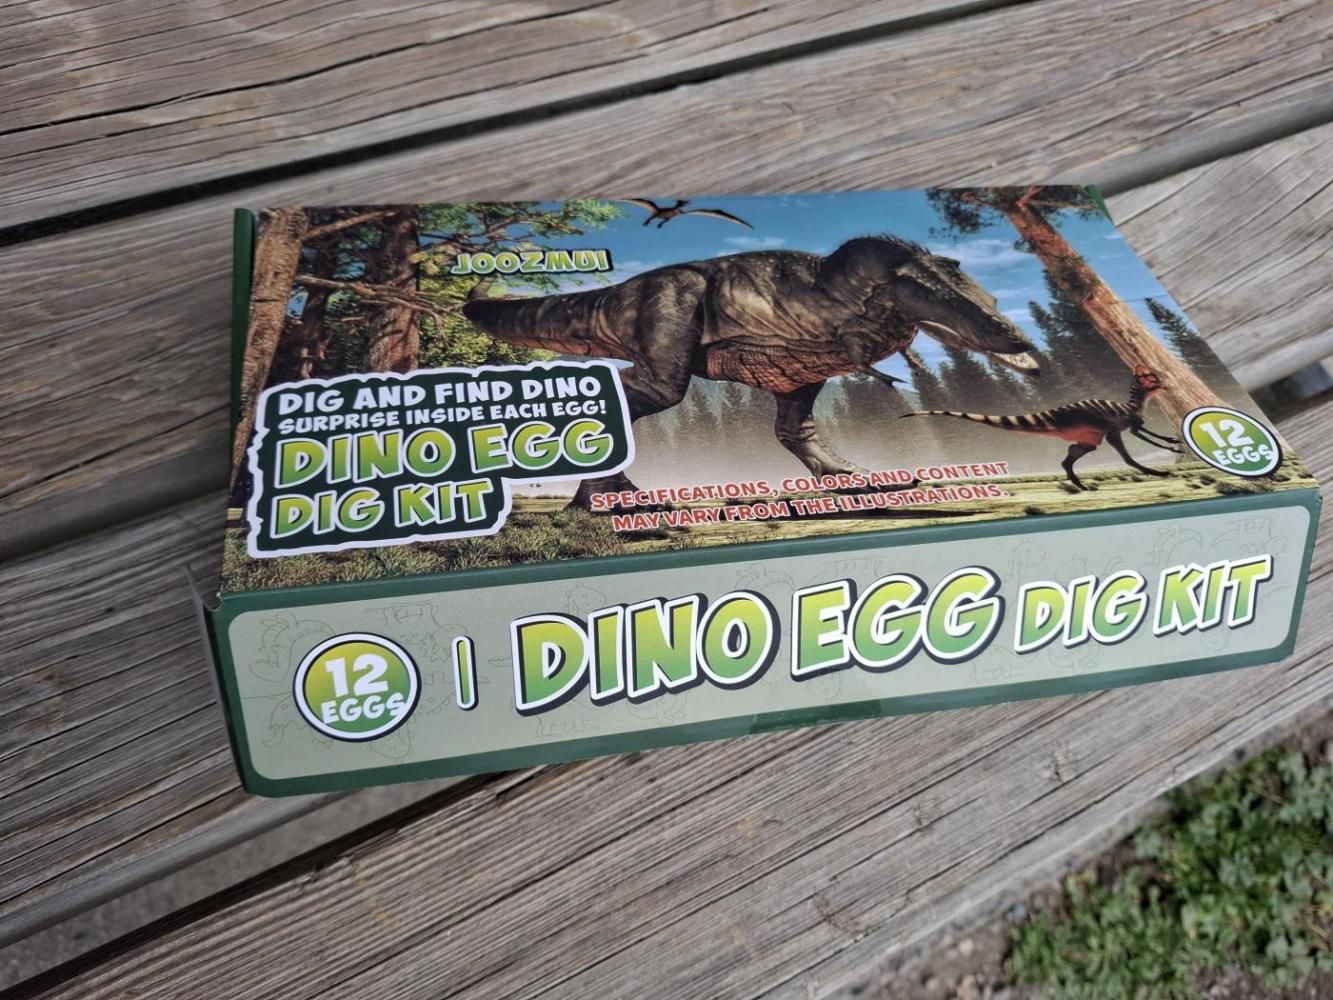 JOOZMUI
DIG AND FIND DINO
SURPRISE INSIDE EACH EGG!
DINO EGG
DIG KIT
SPECIFICATIONS, COLORS AND CONTENT
MAY VARY FROM THE ILLUSTRATIONS.
12
EGGS
12
EGGS
DINO EGG DIG KIT